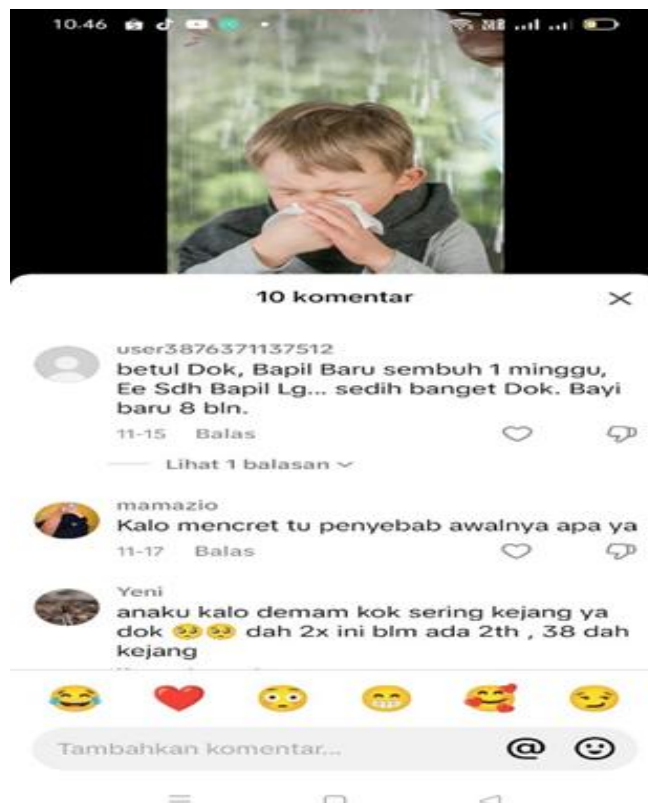 10.46
10 komentar
user3876371137512
betul Dok, Bapil Baru sembuh 1 minggu,
Ee Sdh Bapil Lg... sedih banget Dok. Bayi
baru 8 bln.
11-15 Balas
Lihat 1 balasan
mamazio
Kalo mencret tu penyebab awalnya apa ya
11-17 Balas
Yeni
anaku kalo demam kok sering kejang ya
dok 🥺🥺 dah 2x ini blm ada 2th , 38 dah
kejang
Tambahkan komentar...